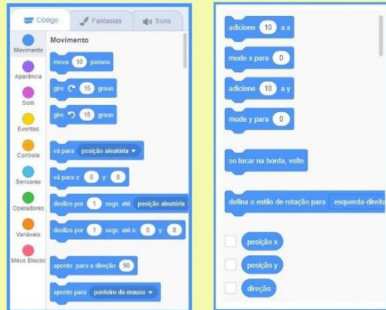 Código Fantasias Sons
Movimento
Aparência
Som
Eventos
Controle
Sensores
Operadores
Variáveis
Meus Blocos
Movimento
mova 10 passos
gire 15 graus
gire 15 graus
vá para posição aleatória
vá para x: 0 y: 0
deslize por 1 segs. até posição aleatória
deslize por 1 segs. até x: 0 y: 0
aponte para a direção 90
aponte para ponteiro do mouse
adicione 10 a x
mude x para 0
adicione 10 a y
mude y para 0
se tocar na borda, volte
defina o estilo de rotação para esquerda-direita
posição x
posição y
direção